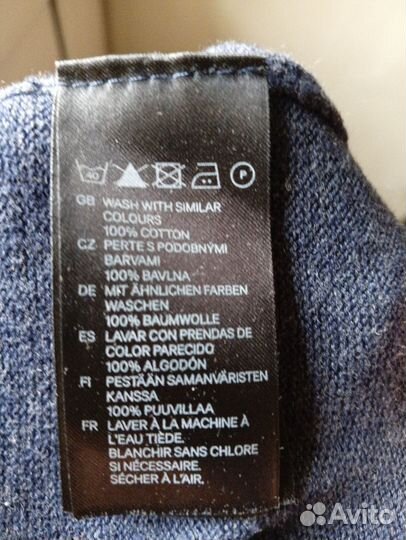 40 P
GB WASH WITH SIMILAR
COLOURS
100% COTTON
CZ PERTE S PODOBNÝMI
BARVAMI
100% BAVLNA
DE MIT ÄHNLICHEN FARBEN
WASCHEN
100% BAUMWOLLE
ES LAVAR CON PRENDAS DE
COLOR PARECIDO
100% ALGODÓN
FI PESTÄÄN SAMANVÄRISTEN
KANSSA
100% PUUVILLAA
FR LAVER À LA MACHINE À
L'EAU TIÈDE.
BLANCHIR SANS CHLORE
SI NÉCESSAIRE.
SÉCHER À L'AIR.
Avito